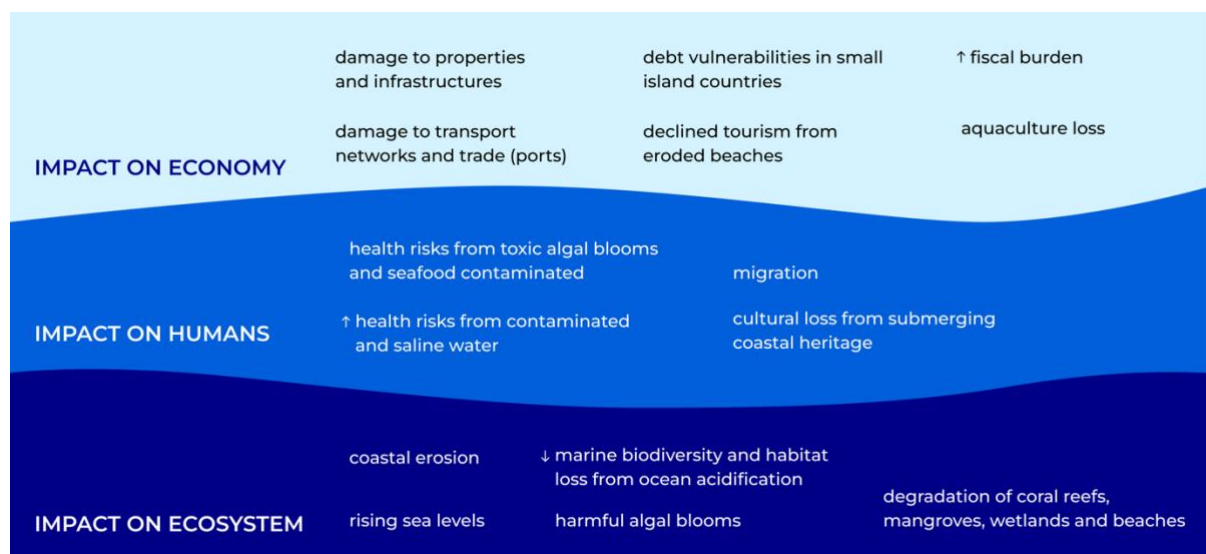 damage to properties
and infrastructures
debt vulnerabilities in small
island countries
↑ fiscal burden
damage to transport
networks and trade (ports)
declined tourism from
eroded beaches
aquaculture loss
IMPACT ON ECONOMY
health risks from toxic algal blooms
and seafood contaminated
migration
↑ health risks from contaminated
and saline water
cultural loss from submerging
coastal heritage
IMPACT ON HUMANS
coastal erosion
↓ marine biodiversity and habitat
loss from ocean acidification
rising sea levels
harmful algal blooms
degradation of coral reefs,
mangroves, wetlands and beaches
IMPACT ON ECOSYSTEM